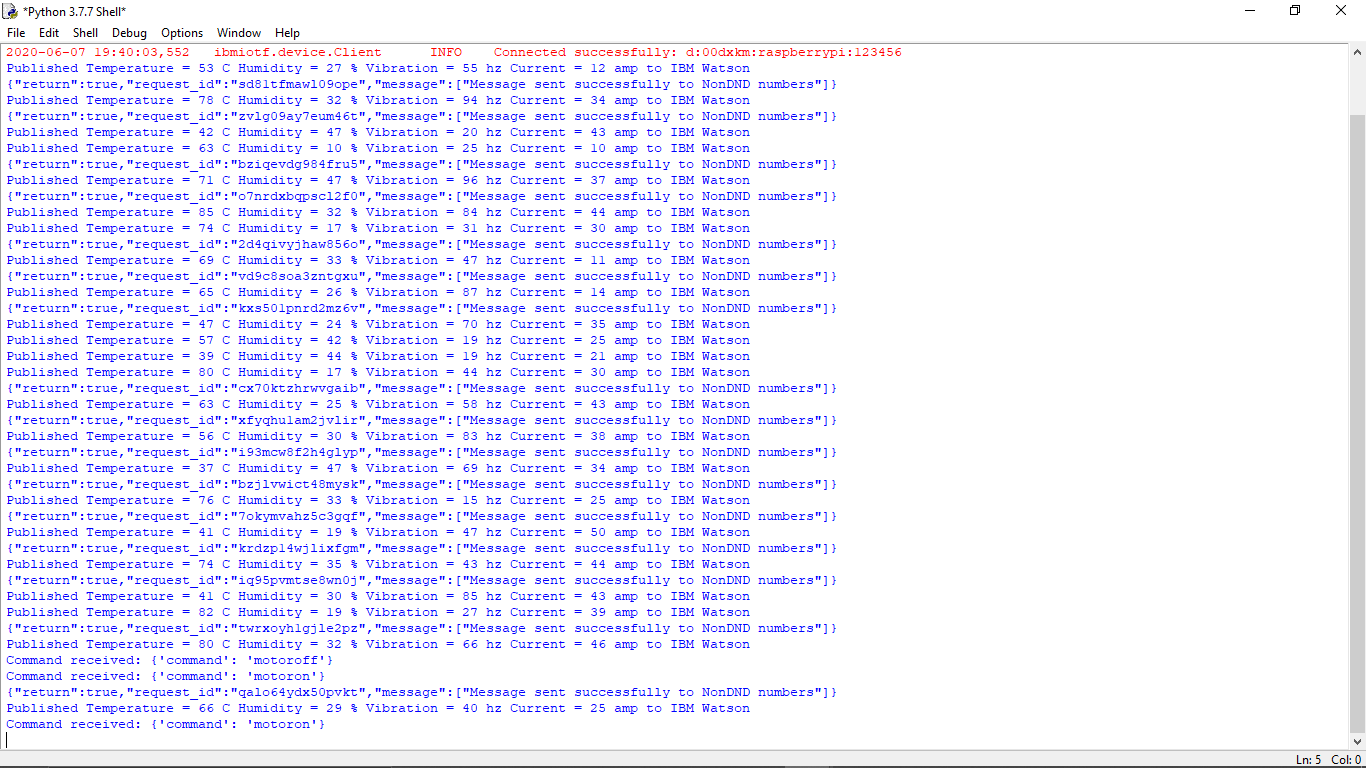 *Python 3.7.7 Shell*
File Edit Shell Debug Options Window Help
2020-06-07 19:40:03,552 ibmiotf.device.Client INFO Connected successfully: d:00dxkm:raspberrypi:123456
Published Temperature = 53 C Humidity = 27 % Vibration = 55 hz Current = 12 amp to IBM Watson
{"return":true,"request_id":"sd81tfmawl09ope","message":["Message sent successfully to NonDND numbers"]}
Published Temperature = 78 C Humidity = 32 % Vibration = 94 hz Current = 34 amp to IBM Watson
{"return":true,"request_id":"zvlg09ay7eum46t","message":["Message sent successfully to NonDND numbers"]}
Published Temperature = 42 C Humidity = 47 % Vibration = 20 hz Current = 43 amp to IBM Watson
Published Temperature = 63 C Humidity = 10 % Vibration = 25 hz Current = 10 amp to IBM Watson
{"return":true,"request_id":"bziqevdg984fru5","message":["Message sent successfully to NonDND numbers"]}
Published Temperature = 71 C Humidity = 47 % Vibration = 96 hz Current = 37 amp to IBM Watson
{"return":true,"request_id":"o7nrdxbqpscl2f0","message":["Message sent successfully to NonDND numbers"]}
Published Temperature = 85 C Humidity = 32 % Vibration = 84 hz Current = 44 amp to IBM Watson
Published Temperature = 74 C Humidity = 17 % Vibration = 31 hz Current = 30 amp to IBM Watson
{"return":true,"request_id":"2d4qivyjhaw856o","message":["Message sent successfully to NonDND numbers"]}
Published Temperature = 69 C Humidity = 33 % Vibration = 47 hz Current = 11 amp to IBM Watson
{"return":true,"request_id":"vd9c8soa3zntgxu","message":["Message sent successfully to NonDND numbers"]}
Published Temperature = 65 C Humidity = 26 % Vibration = 87 hz Current = 14 amp to IBM Watson
{"return":true,"request_id":"kxs501pnrd2mz6v","message":["Message sent successfully to NonDND numbers"]}
Published Temperature = 47 C Humidity = 24 % Vibration = 70 hz Current = 35 amp to IBM Watson
Published Temperature = 57 C Humidity = 42 % Vibration = 19 hz Current = 25 amp to IBM Watson
Published Temperature = 39 C Humidity = 44 % Vibration = 19 hz Current = 21 amp to IBM Watson
Published Temperature = 80 C Humidity = 17 % Vibration = 44 hz Current = 30 amp to IBM Watson
{"return":true,"request_id":"cx70ktzhrwvgaib","message":["Message sent successfully to NonDND numbers"]}
Published Temperature = 63 C Humidity = 25 % Vibration = 58 hz Current = 43 amp to IBM Watson
{"return":true,"request_id":"xfyqhu1am2jvlir","message":["Message sent successfully to NonDND numbers"]}
Published Temperature = 56 C Humidity = 30 % Vibration = 83 hz Current = 38 amp to IBM Watson
{"return":true,"request_id":"i93mcw8f2h4glyp","message":["Message sent successfully to NonDND numbers"]}
Published Temperature = 37 C Humidity = 47 % Vibration = 69 hz Current = 34 amp to IBM Watson
{"return":true,"request_id":"bzjlvwict48mysk","message":["Message sent successfully to NonDND numbers"]}
Published Temperature = 76 C Humidity = 33 % Vibration = 15 hz Current = 25 amp to IBM Watson
{"return":true,"request_id":"7okymvahz5c3gqf","message":["Message sent successfully to NonDND numbers"]}
Published Temperature = 41 C Humidity = 19 % Vibration = 47 hz Current = 50 amp to IBM Watson
{"return":true,"request_id":"krdzp14wjlixfgm","message":["Message sent successfully to NonDND numbers"]}
Published Temperature = 74 C Humidity = 35 % Vibration = 43 hz Current = 44 amp to IBM Watson
{"return":true,"request_id":"iq95pvmtse8wn0j","message":["Message sent successfully to NonDND numbers"]}
Published Temperature = 41 C Humidity = 30 % Vibration = 85 hz Current = 43 amp to IBM Watson
Published Temperature = 82 C Humidity = 19 % Vibration = 27 hz Current = 39 amp to IBM Watson
{"return":true,"request_id":"twrxoyh1gjle2pz","message":["Message sent successfully to NonDND numbers"]}
Published Temperature = 80 C Humidity = 32 % Vibration = 66 hz Current = 46 amp to IBM Watson
Command received: {'command': 'motoroff'}
Command received: {'command': 'motoron'}
{"return":true,"request_id":"qalo64ydx50pvkt","message":["Message sent successfully to NonDND numbers"]}
Published Temperature = 66 C Humidity = 29 % Vibration = 40 hz Current = 25 amp to IBM Watson
Command received: {'command': 'motoron'}
Ln: 5 Col: 0